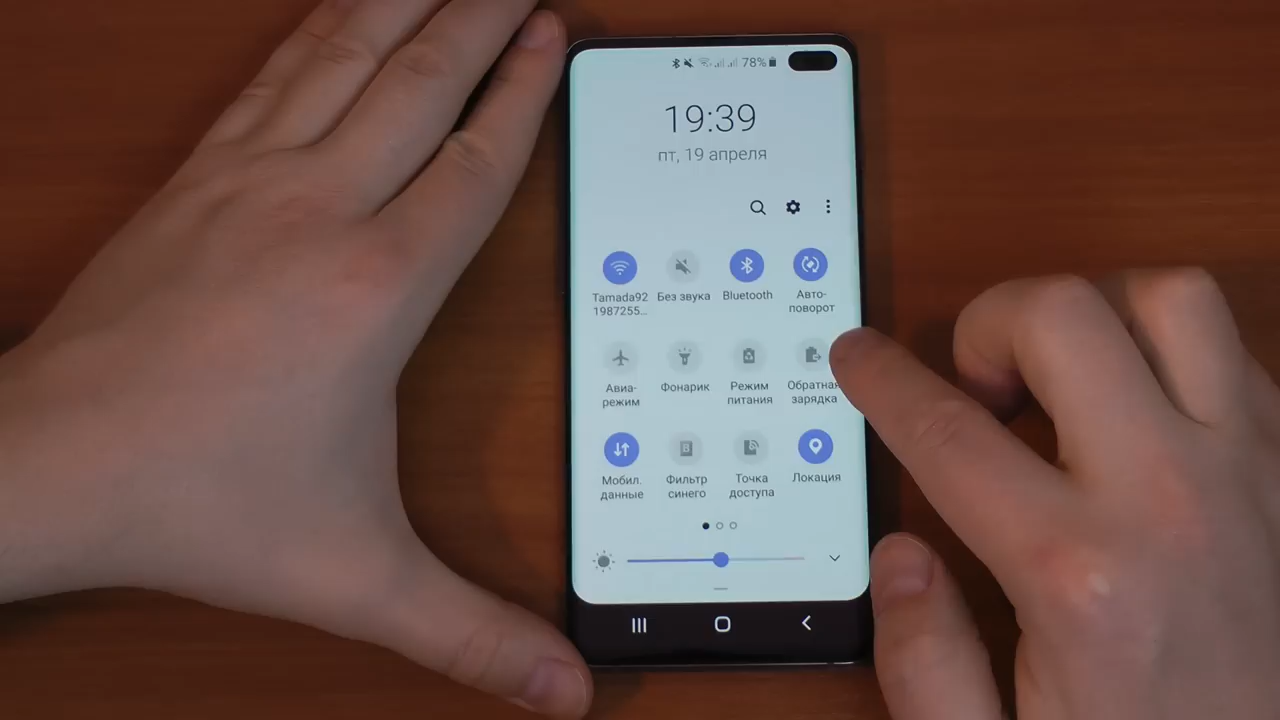 78%
19:39
пт, 19 апреля
Tamada92 Без звука Bluetooth Авто-
1987255... поворот
Авиа- Фонарик Режим Обратная
режим питания зарядка
Мобил. Фильтр Точка Локация
данные синего доступа